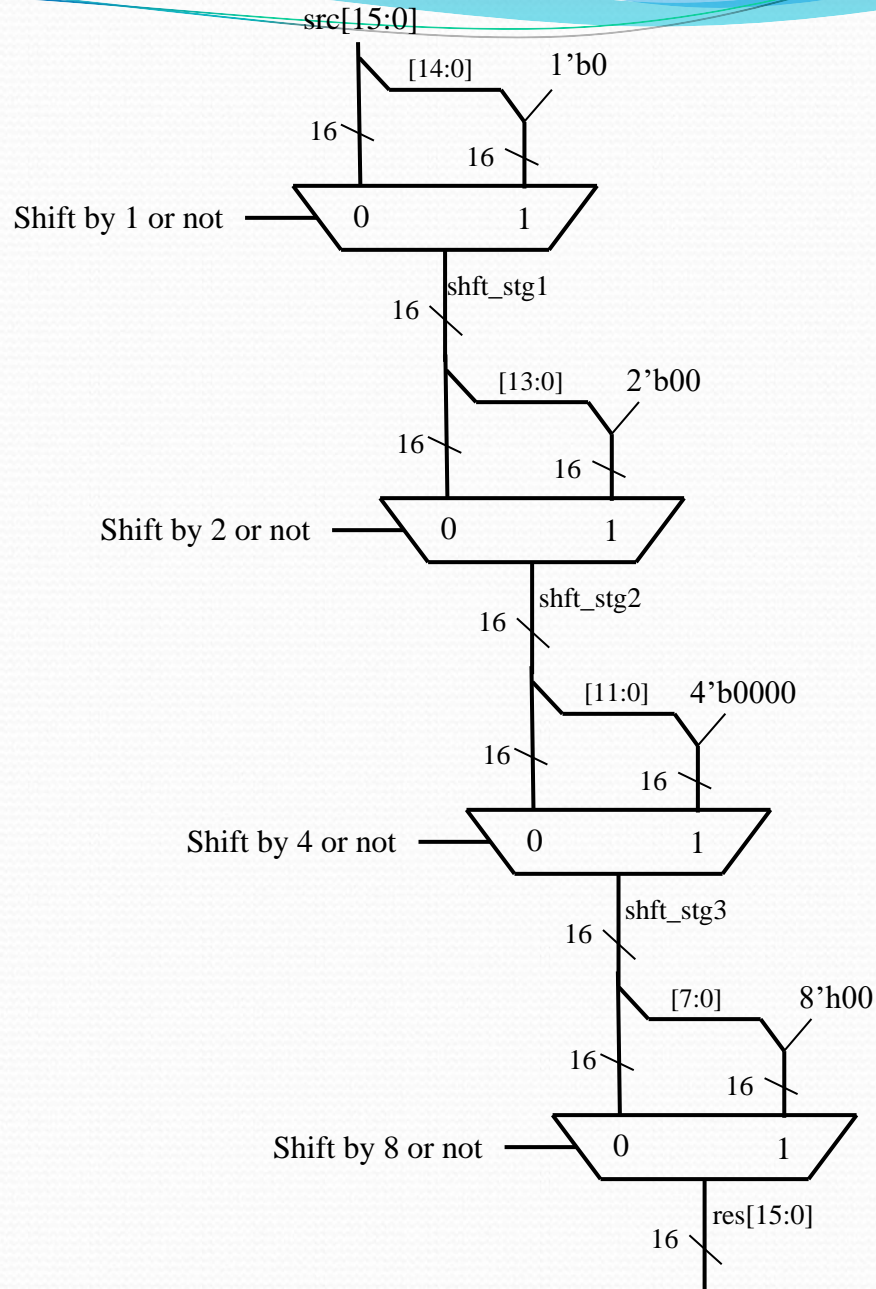 src[15:0]
[14:0]
1’b0
16
16
Shift by 1 or not
0
1
shft_stg1
16
[13:0]
2’b00
16
16
Shift by 2 or not
0
1
shft_stg2
16
[11:0]
4’b0000
16
16
Shift by 4 or not
0
1
shft_stg3
16
[7:0]
8’h00
16
16
Shift by 8 or not
0
1
res[15:0]
16